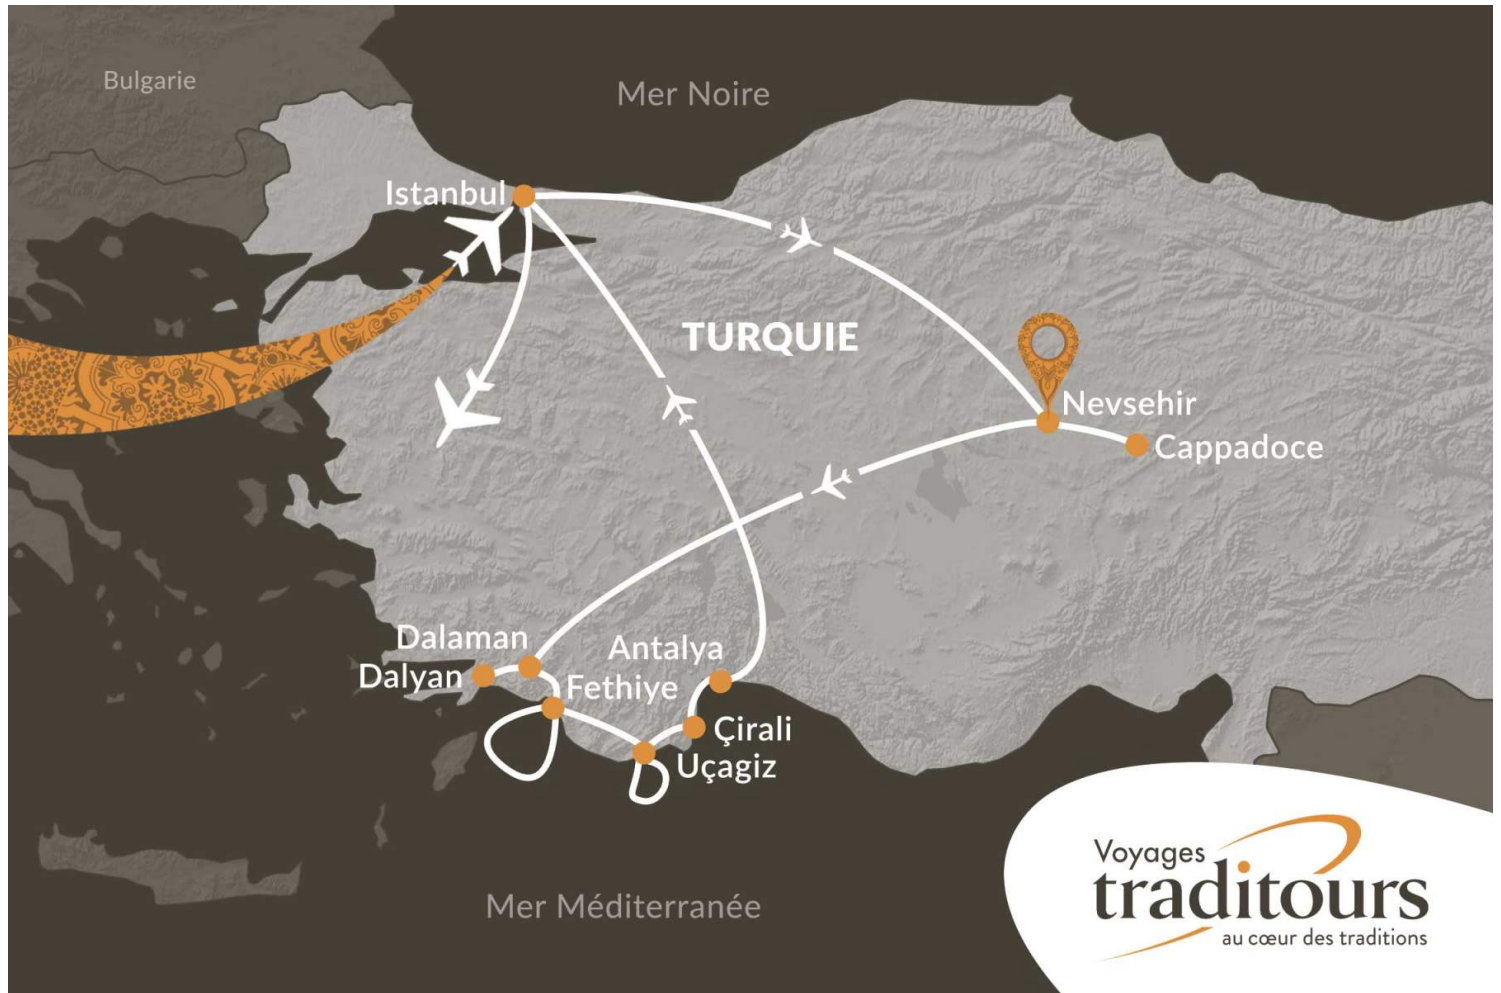 Bulgarie
Mer Noire
Istanbul
TURQUIE
Nevsehir
Cappadoce
Dalaman
Antalya
Dalyan
Fethiye
Çirali
Uçagiz
Mer Méditerranée
Voyages
traditours
au cœur des traditions